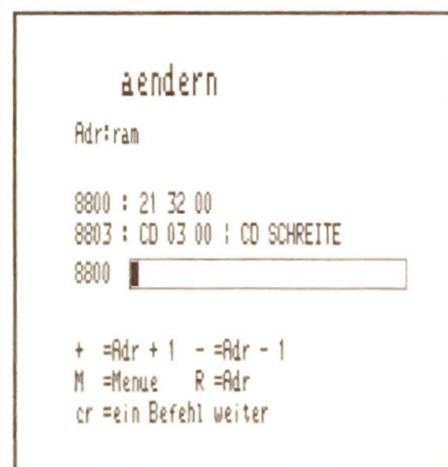 aendern
Adr:ram
8800 : 21 32 00
8803 : CD 03 00 : CD SCHREITE
8800
+ =Adr + 1 - =Adr - 1
M =Menue R =Adr
cr =ein Befehl weiter